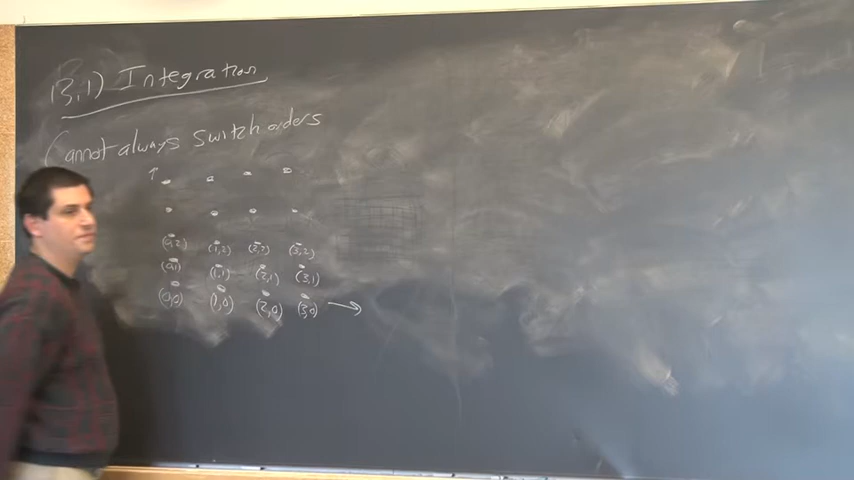 13.1) Integration
Cannot always switch orders
(0,2) (1,2) (2,2) (3,2)
(0,1) (1,1) (2,1) (3,1)
(0,0) (1,0) (2,0) (3,0) →